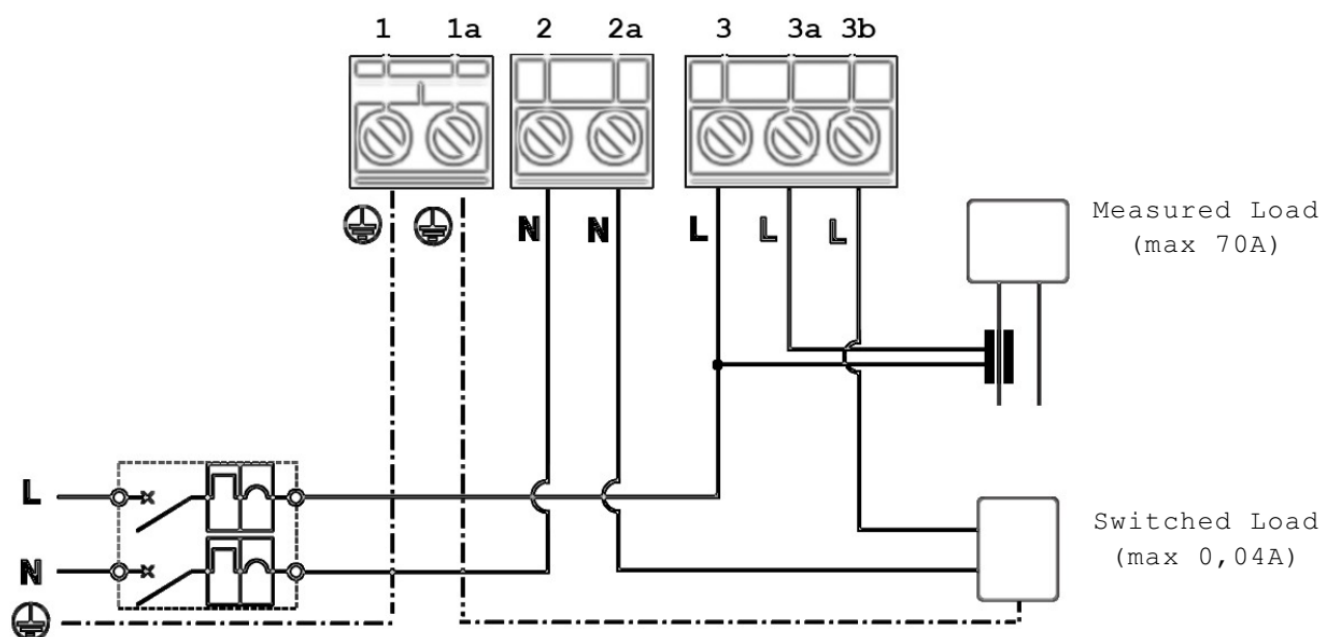 1 1a 2 2a 3 3a 3b
N N L L L
Measured Load
(max 70A)
L
Switched Load
(max 0,04A)
N